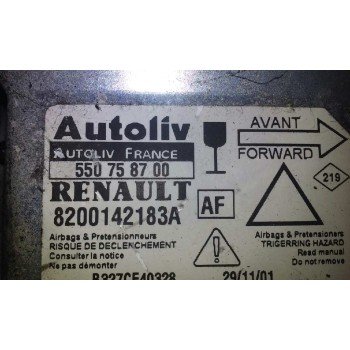 Autoliv
AUTOLIV FRANCE
550 75 87 00
RENAULT
8200142183A
AF
AVANT
FORWARD
219
Airbags & Pretensionneurs
RISQUE DE DECLENCHEMENT
Consulter la notice
Ne pas démonter
Airbags & Pretensioners
TRIGERRING HAZARD
Read manual
Do not remove
B327CF40328
29/11/01